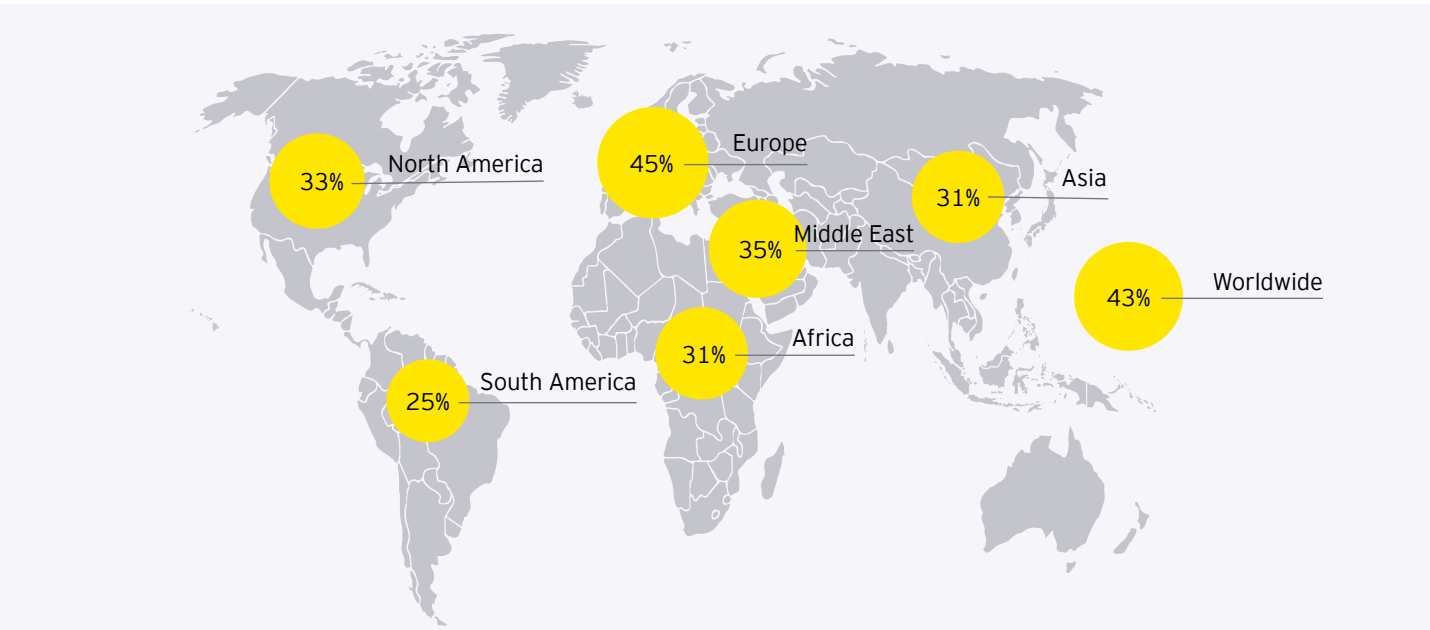 45% Europe
33% North America
31% Asia
35% Middle East
43% Worldwide
31% Africa
25% South America